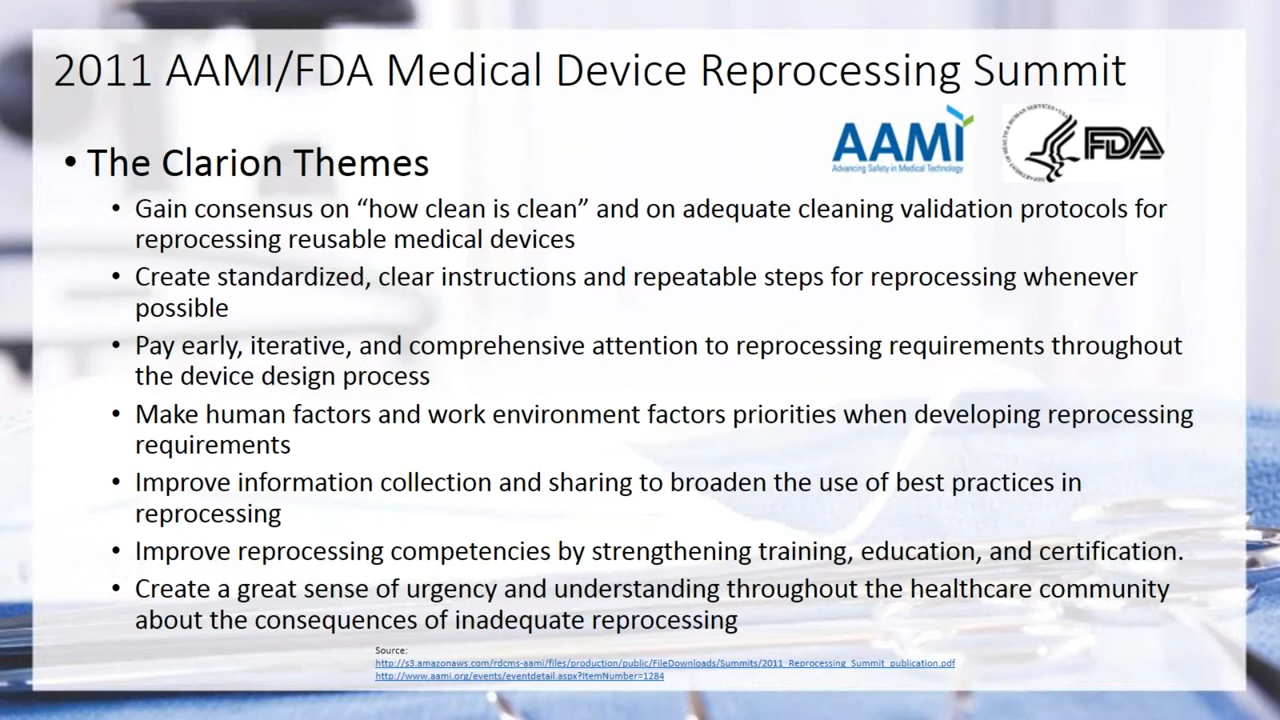 2011 AAMI/FDA Medical Device Reprocessing Summit
AAMI
Advancing Safety in Medical Technology
FDA
• The Clarion Themes
• Gain consensus on “how clean is clean” and on adequate cleaning validation protocols for
reprocessing reusable medical devices
• Create standardized, clear instructions and repeatable steps for reprocessing whenever
possible
• Pay early, iterative, and comprehensive attention to reprocessing requirements throughout
the device design process
• Make human factors and work environment factors priorities when developing reprocessing
requirements
• Improve information collection and sharing to broaden the use of best practices in
reprocessing
• Improve reprocessing competencies by strengthening training, education, and certification.
• Create a great sense of urgency and understanding throughout the healthcare community
about the consequences of inadequate reprocessing
Source:
http://s3.amazonaws.com/rdcms-aami/files/production/public/FileDownloads/Summits/2011_Reprocessing_Summit_publication.pdf
http://www.aami.org/events/eventdetail.aspx?ItemNumber=1284